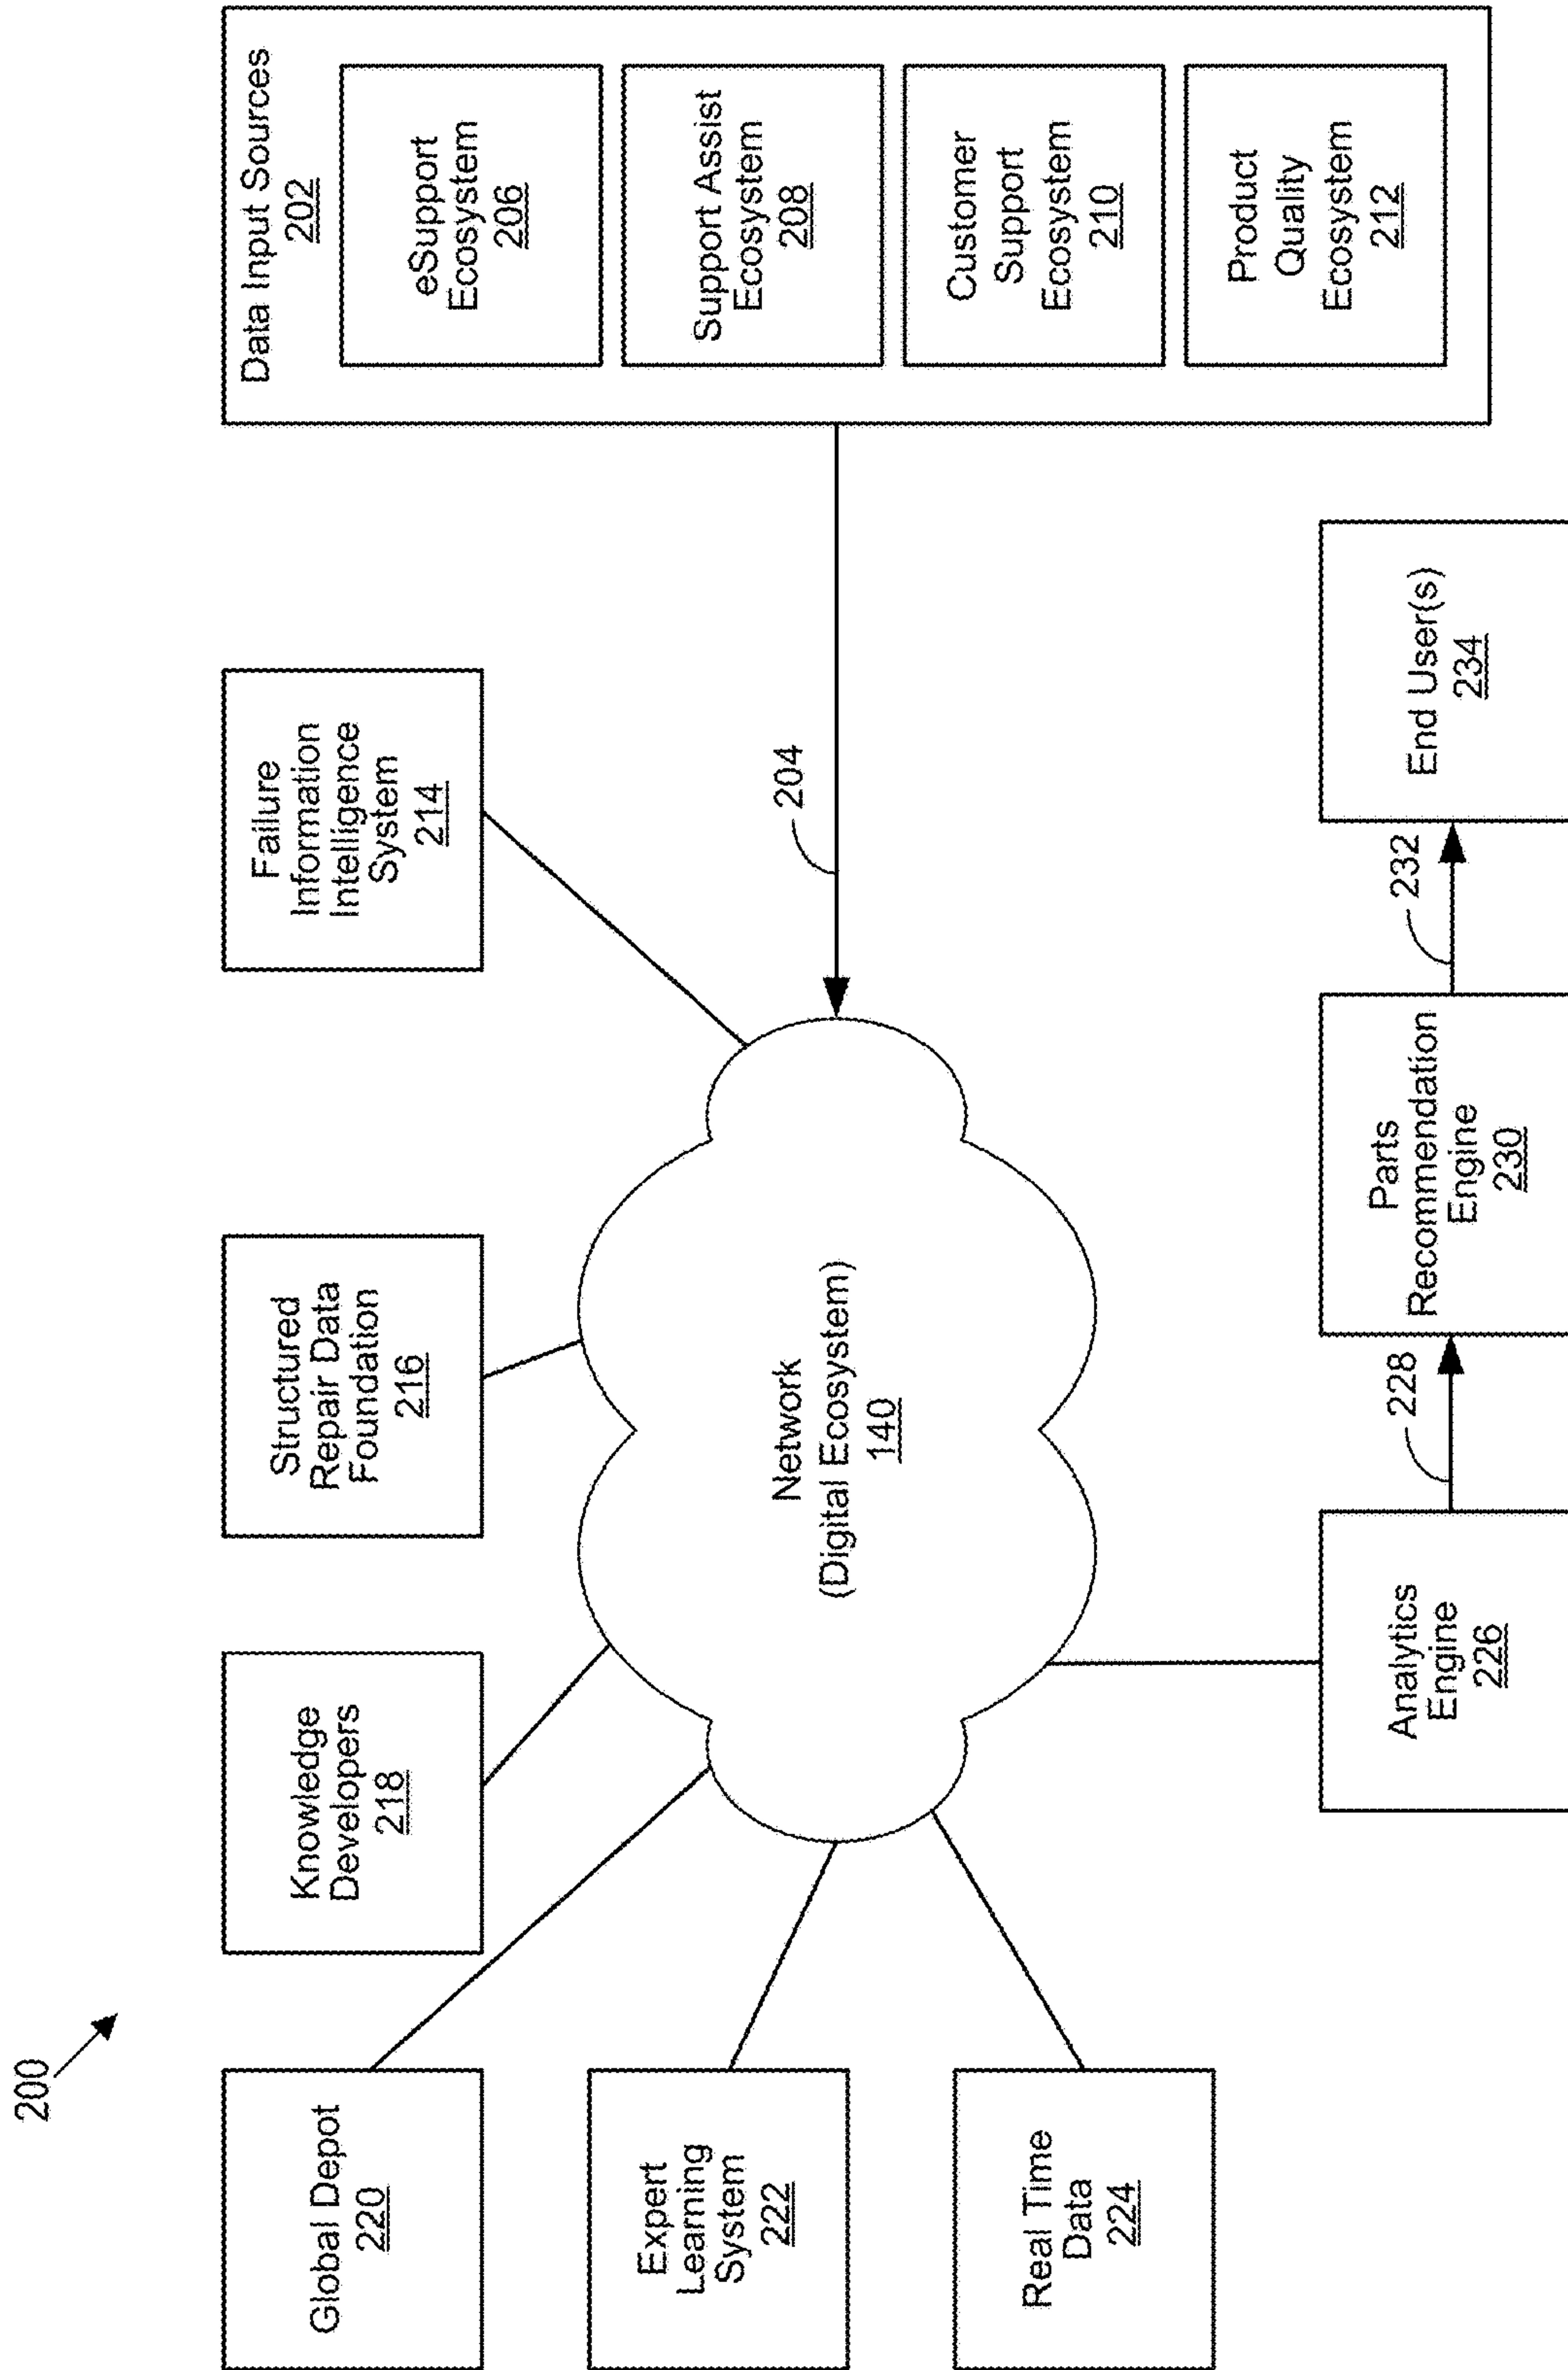 200
Global Depot
220
Knowledge
Developers
218
Structured
Repair Data
Foundation
216
Failure
Information
Intelligence
System
214
Data Input Sources
202
eSupport
Ecosystem
206
Support Assist
Ecosystem
208
Customer
Support
Ecosystem
210
Product
Quality
Ecosystem
212
204
Expert
Learning
System
222
Network
(Digital Ecosystem)
140
Real Time
Data
224
Analytics
Engine
226
228
Parts
Recommendation
Engine
230
232
End User(s)
234